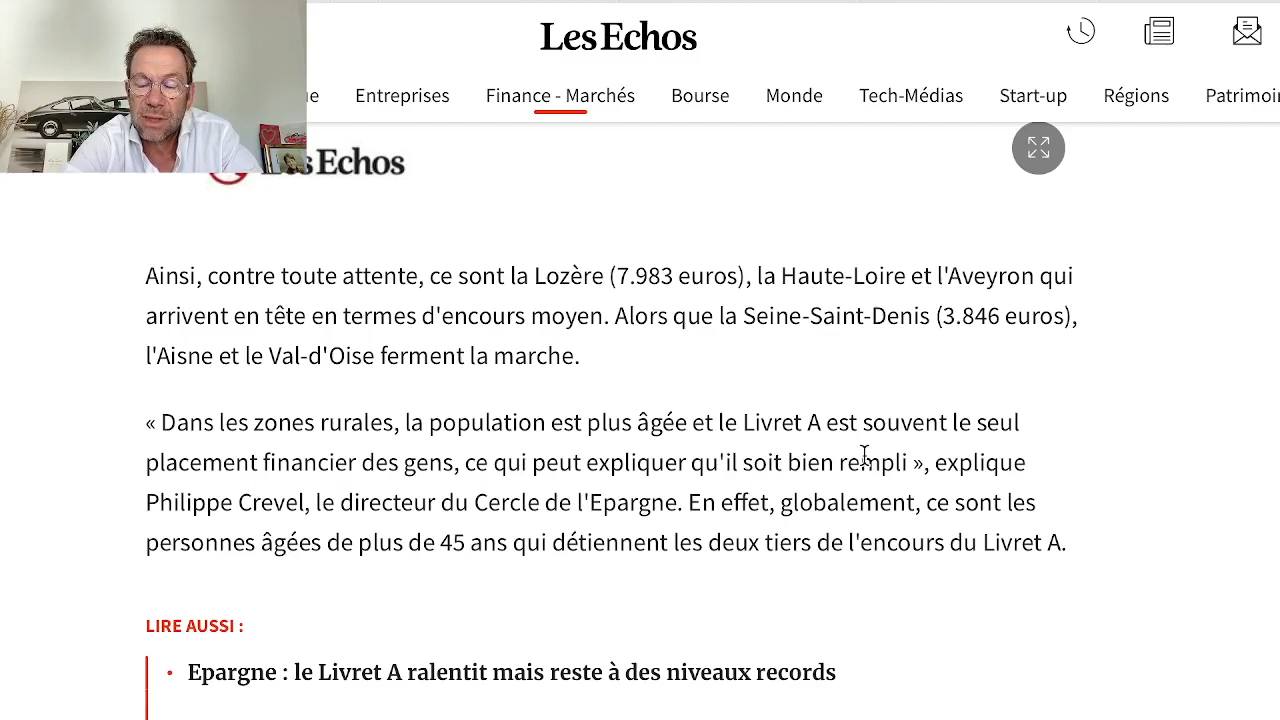 Les Echos
ue Entreprises Finance - Marchés Bourse Monde Tech-Médias Start-up Régions Patrimoi
s Echos
Ainsi, contre toute attente, ce sont la Lozère (7.983 euros), la Haute-Loire et l'Aveyron qui
arrivent en tête en termes d'encours moyen. Alors que la Seine-Saint-Denis (3.846 euros),
l'Aisne et le Val-d'Oise ferment la marche.
« Dans les zones rurales, la population est plus âgée et le Livret A est souvent le seul
placement financier des gens, ce qui peut expliquer qu'il soit bien rempli », explique
Philippe Crevel, le directeur du Cercle de l'Epargne. En effet, globalement, ce sont les
personnes âgées de plus de 45 ans qui détiennent les deux tiers de l'encours du Livret A.
LIRE AUSSI :
• Epargne : le Livret A ralentit mais reste à des niveaux records